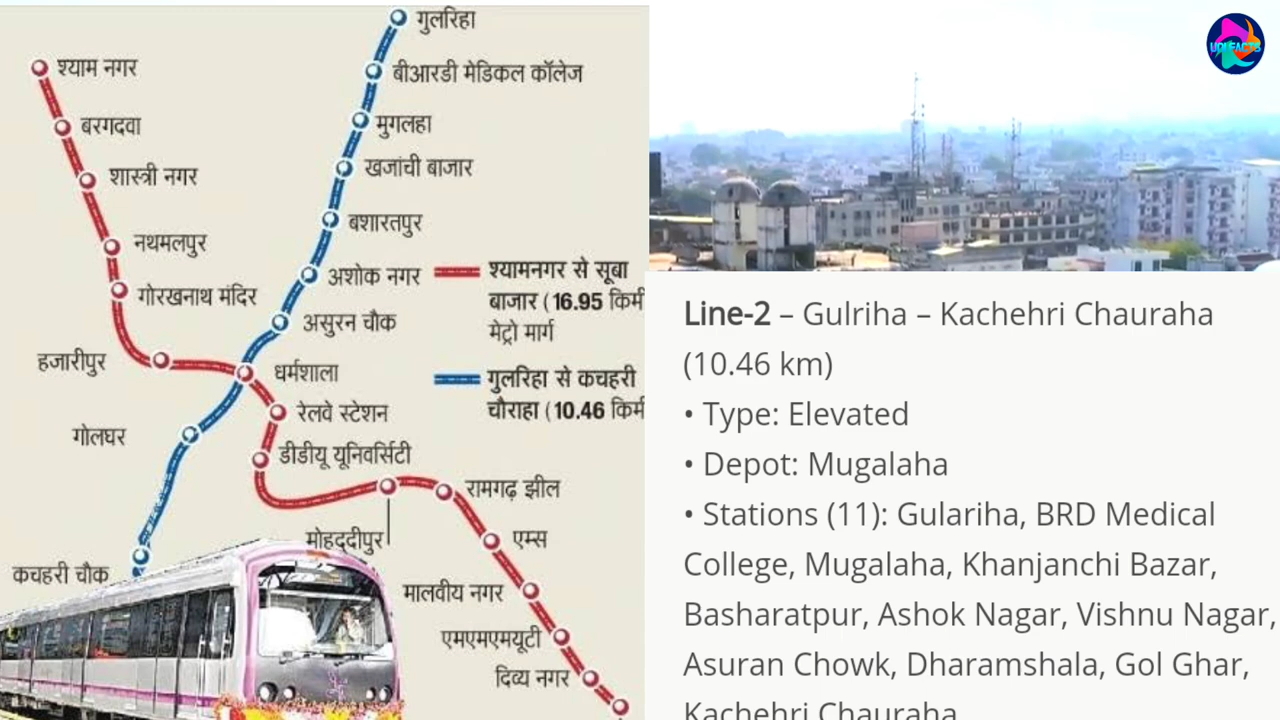 गुलरिहा
श्याम नगर
बीआरडी मेडिकल कॉलेज
बरगदवा
मुगलहा
खजांची बाजार
शास्त्री नगर
बशारतपुर
नथमलपुर
अशोक नगर
गोरखनाथ मंदिर
असुरन चौक
हजारीपुर
धर्मशाला
रेलवे स्टेशन
गोलघर
डीडीयू यूनिवर्सिटी
रामगढ़ झील
मोहद्दीपुर
एम्स
कचहरी चौक
मालवीय नगर
एमएमएमयूटी
दिव्य नगर
श्यामनगर से सूबा
बाजार (16.95 किमी
मेट्रो मार्ग
गुलरिहा से कचहरी
चौराहा (10.46 किमी
UP FACTS
Line-2 – Gulriha – Kachehri Chauraha
(10.46 km)
• Type: Elevated
• Depot: Mugalaha
• Stations (11): Gulariha, BRD Medical
College, Mugalaha, Khanjanchi Bazar,
Basharatpur, Ashok Nagar, Vishnu Nagar,
Asuran Chowk, Dharamshala, Gol Ghar,
Kachehri Chauraha